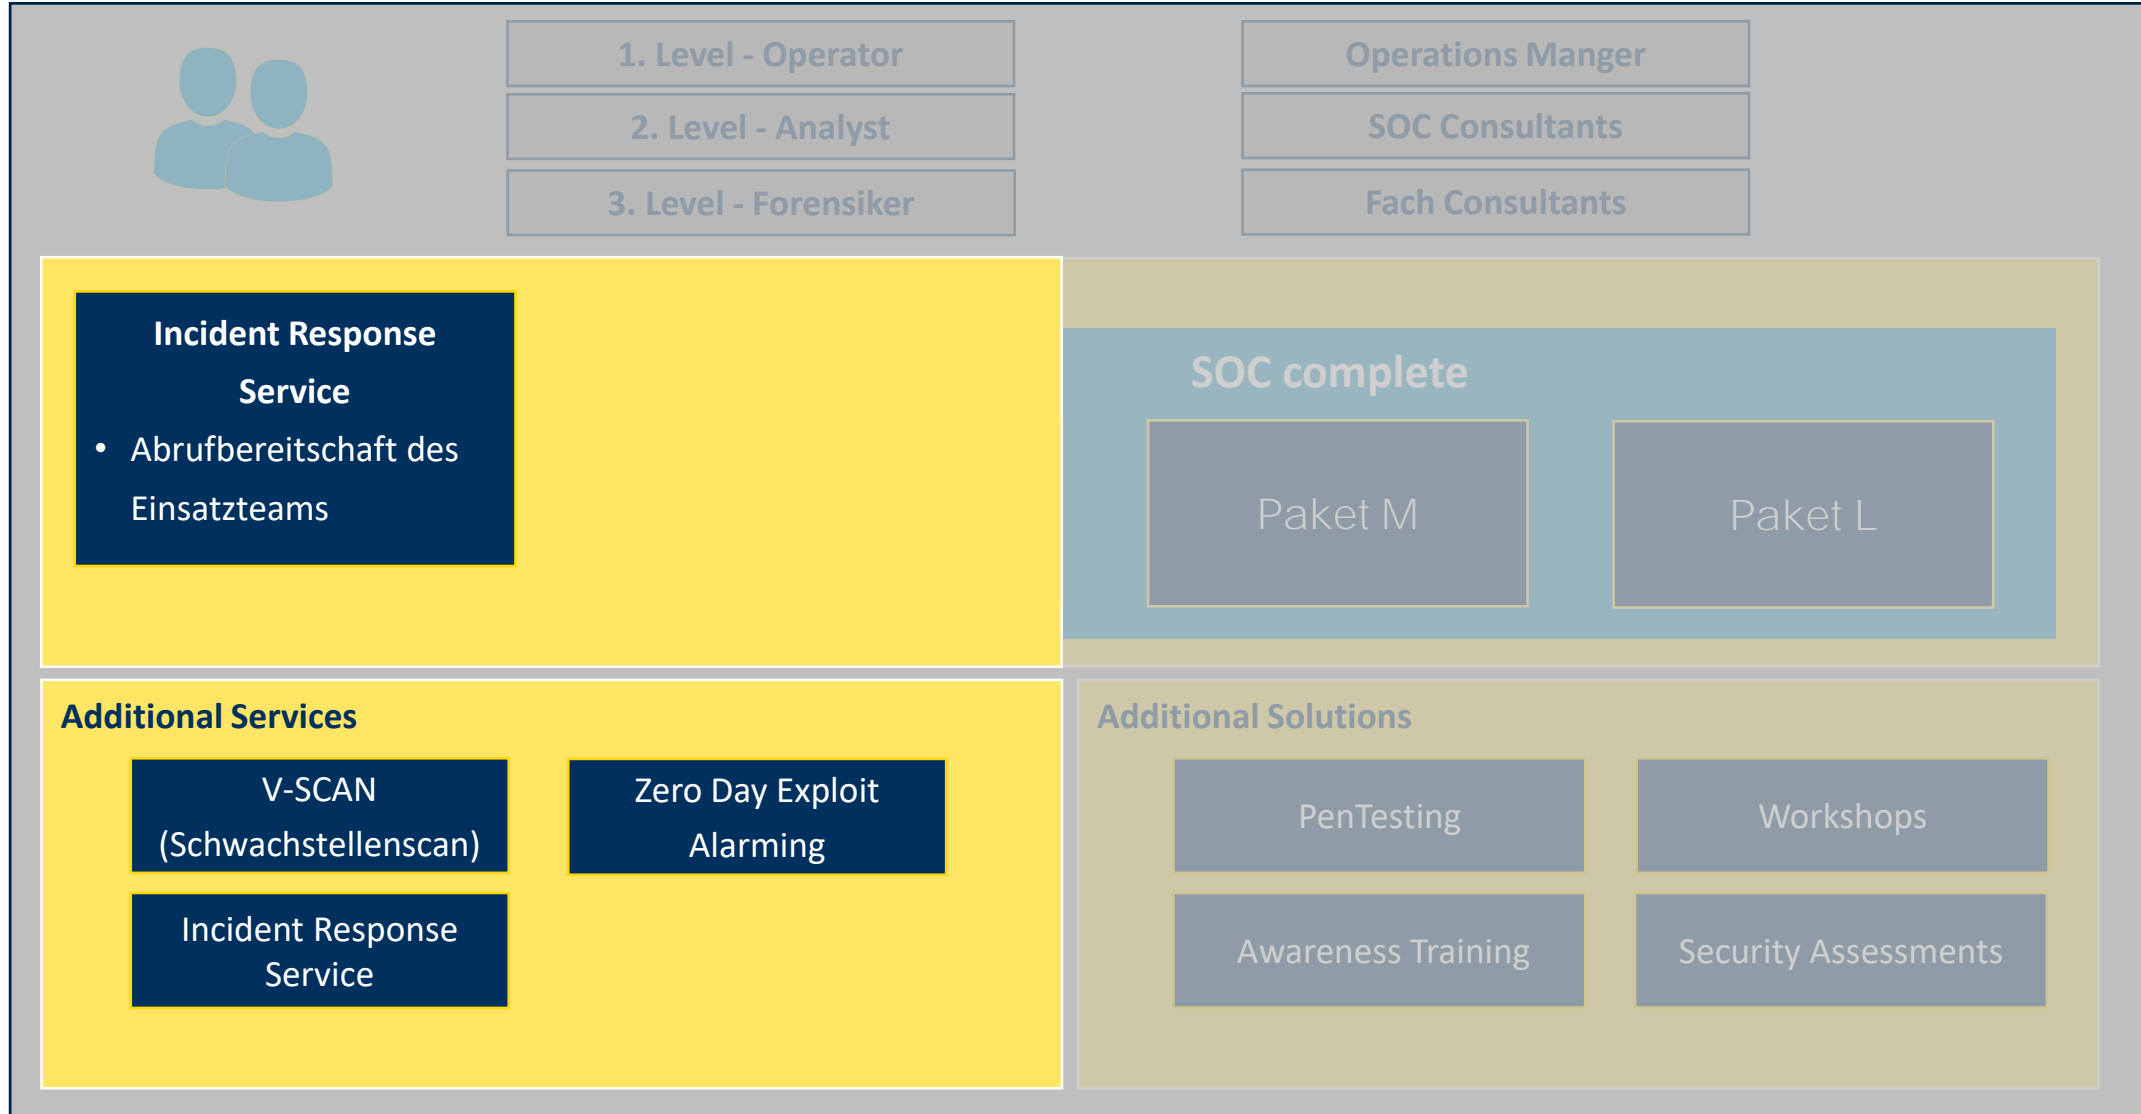 1. Level - Operator
2. Level - Analyst
3. Level - Forensiker
Operations Manger
SOC Consultants
Fach Consultants
Incident Response
Service
• Abrufbereitschaft des
Einsatzteams
SOC complete
Paket M
Paket L
Additional Services
V-SCAN
(Schwachstellenscan)
Zero Day Exploit
Alarming
Incident Response
Service
Additional Solutions
PenTesting
Workshops
Awareness Training
Security Assessments